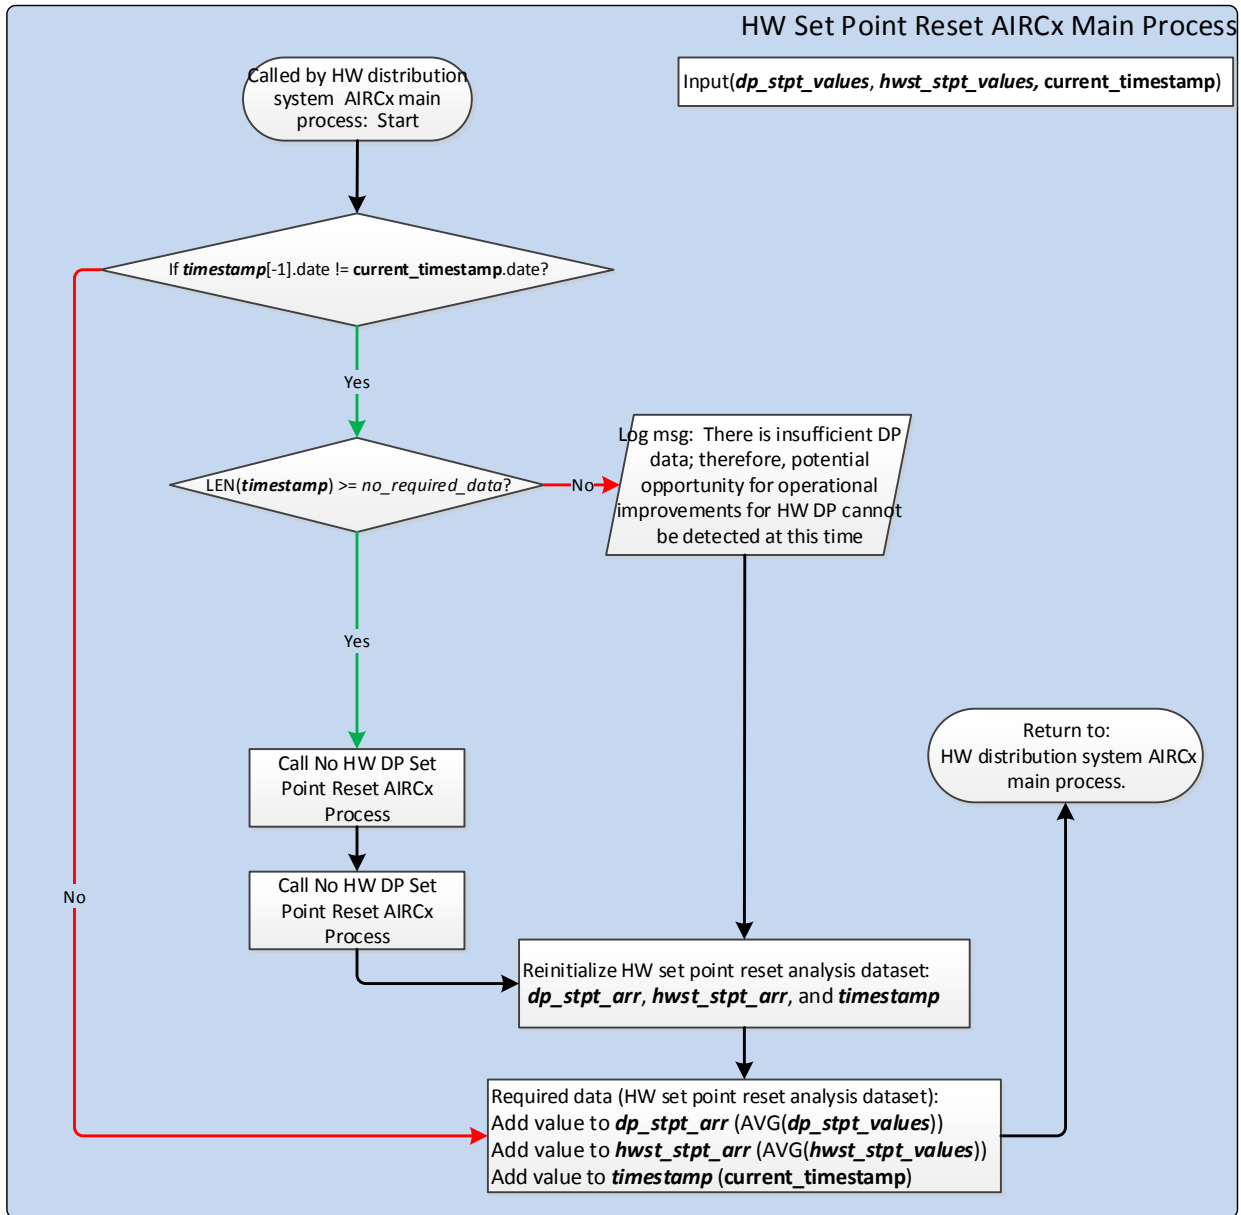 HW Set Point Reset AIRCx Main Process
Input(dp_stpt_values, hwst_stpt_values, current_timestamp)
Called by HW distribution
system AIRCx main
process: Start
If timestamp[-1].date != current_timestamp.date?
Yes
LEN(timestamp) >= no_required_data?
No
Log msg: There is insufficient DP
data; therefore, potential
opportunity for operational
improvements for HW DP cannot
be detected at this time
Yes
Call No HW DP Set
Point Reset AIRCx
Process
Return to:
HW distribution system AIRCx
main process.
No
Call No HW DP Set
Point Reset AIRCx
Process
Reinitialize HW set point reset analysis dataset:
dp_stpt_arr, hwst_stpt_arr, and timestamp
Required data (HW set point reset analysis dataset):
Add value to dp_stpt_arr (AVG(dp_stpt_values))
Add value to hwst_stpt_arr (AVG(hwst_stpt_values))
Add value to timestamp (current_timestamp)